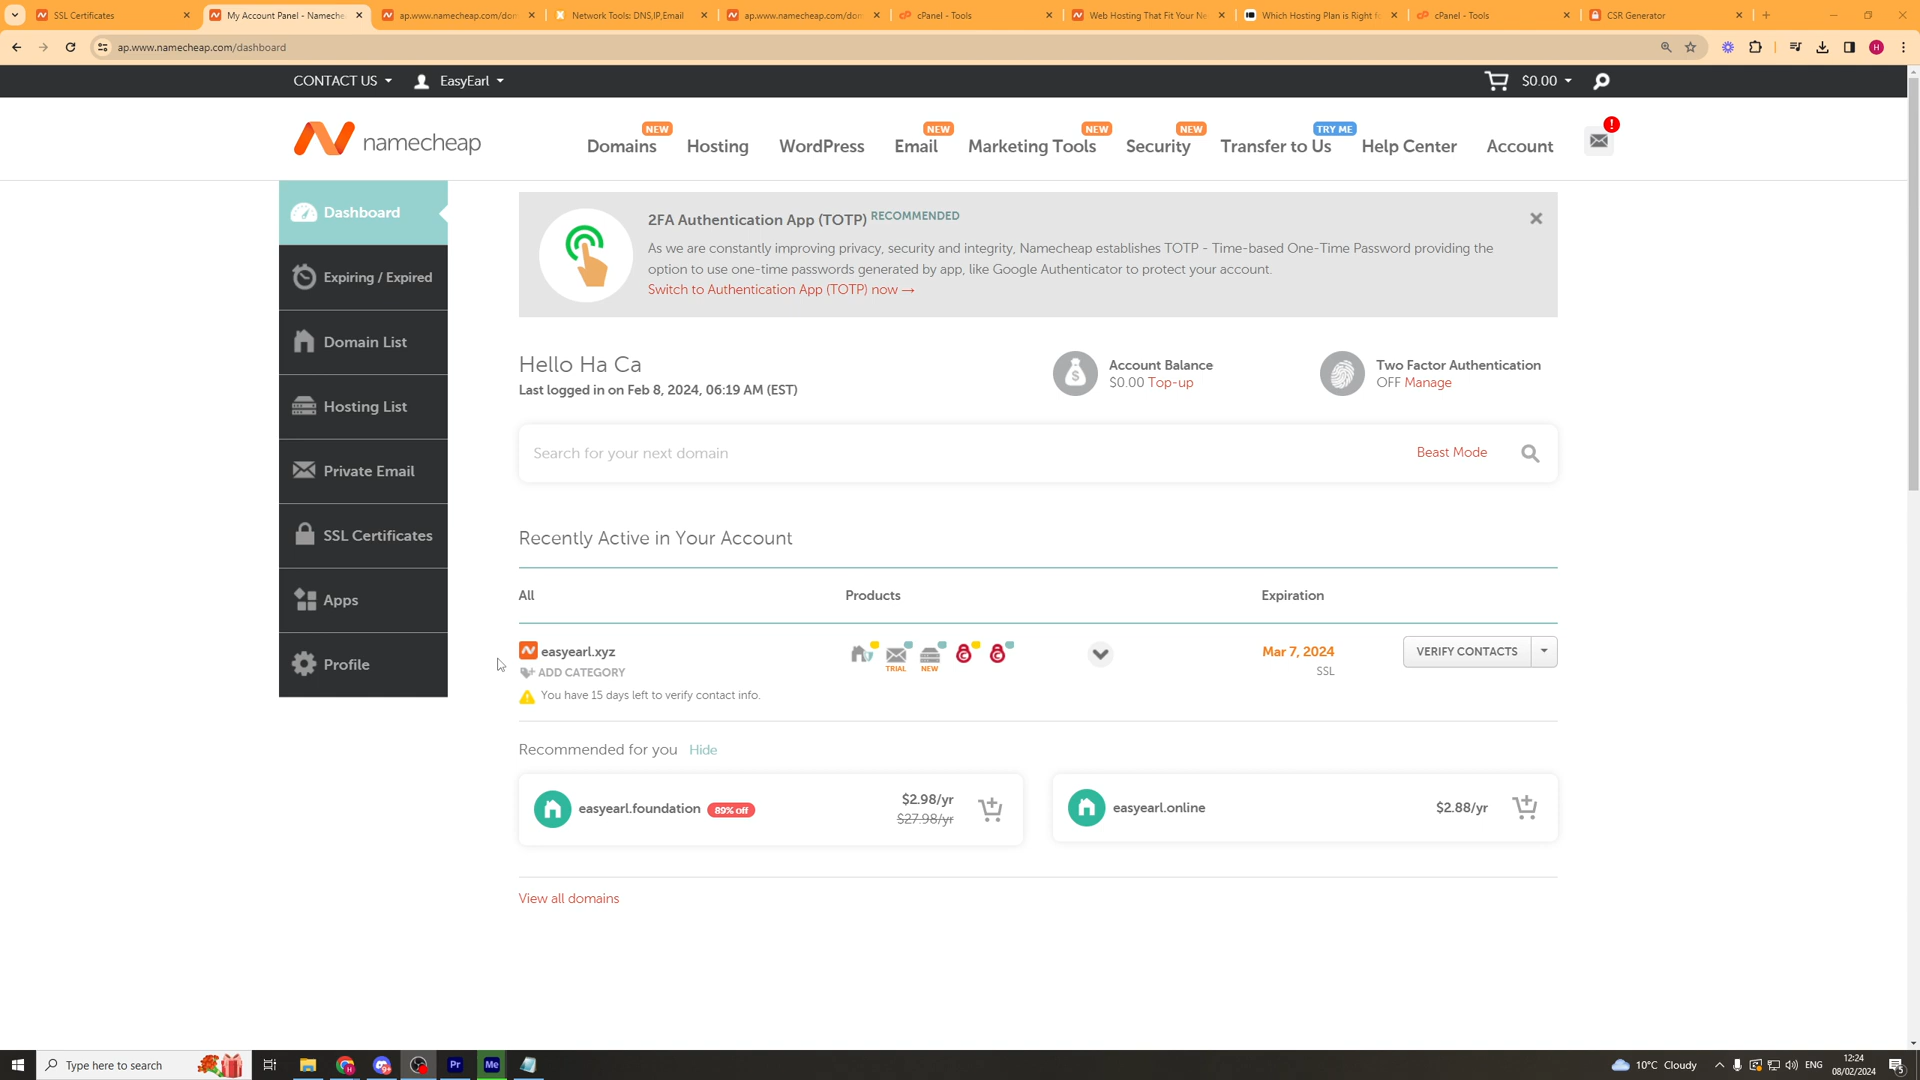 SSL Certificates
My Account Panel - Nameche
ap.www.namecheap.com/don
Network Tools: DNS,IP,Email
ap.www.namecheap.com/don
cPanel - Tools
Web Hosting That Fit Your Ne
Which Hosting Plan is Right f
cPanel - Tools
CSR Generator
ap.www.namecheap.com/dashboard
H
CONTACT US
EasyEarl
$0.00
namecheap
Domains NEW
Hosting
WordPress
Email NEW
Marketing Tools NEW
Security NEW
Transfer to Us TRY ME
Help Center
Account
!
Dashboard
Expiring / Expired
Domain List
Hosting List
Private Email
SSL Certificates
Apps
Profile
2FA Authentication App (TOTP) RECOMMENDED
As we are constantly improving privacy, security and integrity, Namecheap establishes TOTP - Time-based One-Time Password providing the
option to use one-time passwords generated by app, like Google Authenticator to protect your account.
Switch to Authentication App (TOTP) now →
Hello Ha Ca
Last logged in on Feb 8, 2024, 06:19 AM (EST)
Account Balance
$0.00 Top-up
Two Factor Authentication
OFF Manage
Search for your next domain
Beast Mode
Recently Active in Your Account
All
Products
Expiration
easyearl.xyz
ADD CATEGORY
You have 15 days left to verify contact info.
TRIAL
NEW
Mar 7, 2024
SSL
VERIFY CONTACTS
Recommended for you Hide
easyearl.foundation 89% off
$2.98/yr
$27.98/yr
easyearl.online
$2.88/yr
View all domains
Type here to search
Pr
Me
10°C Cloudy
ENG
12:24
08/02/2024
5